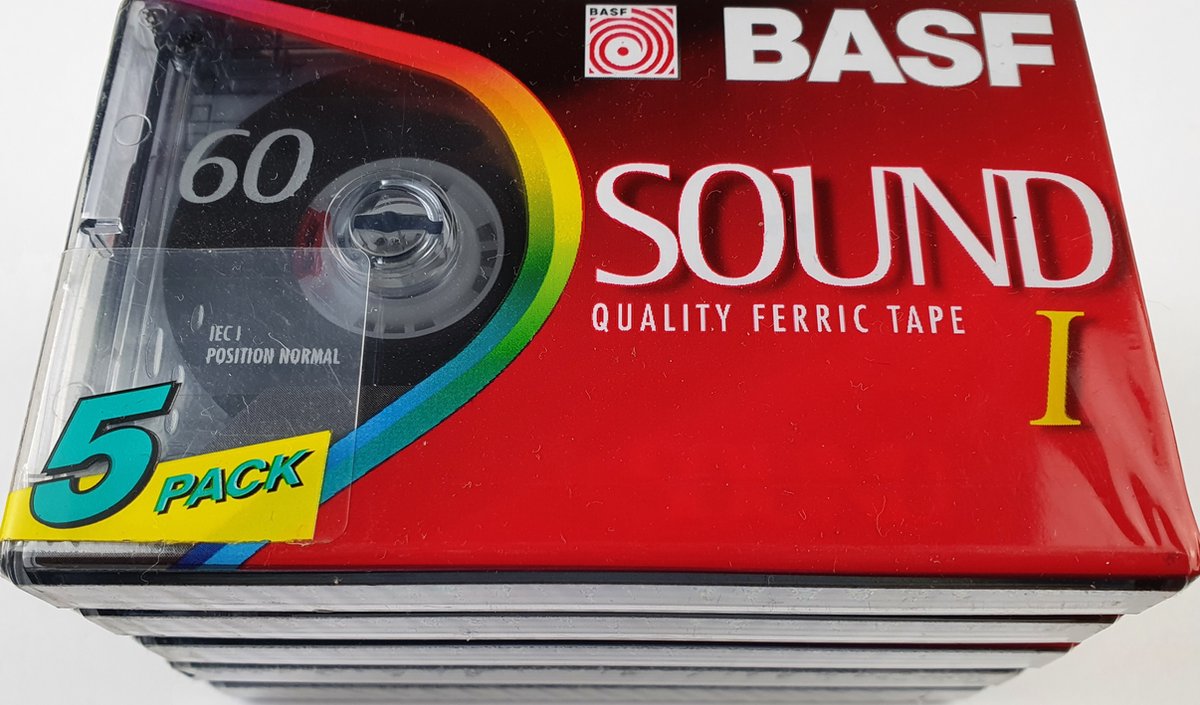 BASF
BASF
60
SOUND
QUALITY FERRIC TAPE
I
IEC I
POSITION NORMAL
5
PACK